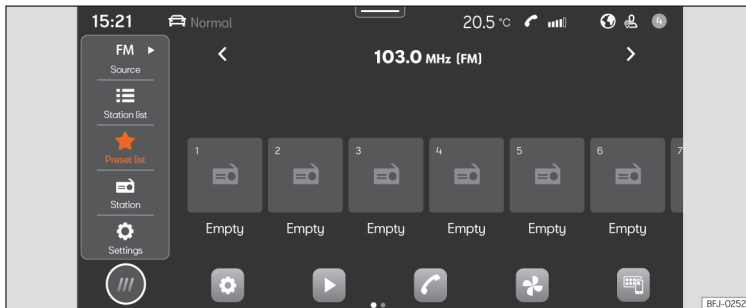 15:21 Normal 20.5 °C 4
FM
Source
103.0 MHz (FM)
Station list
Preset list
1 2 3 4 5 6 7
Station
Empty Empty Empty Empty Empty Empty
Settings
BFJ-0252